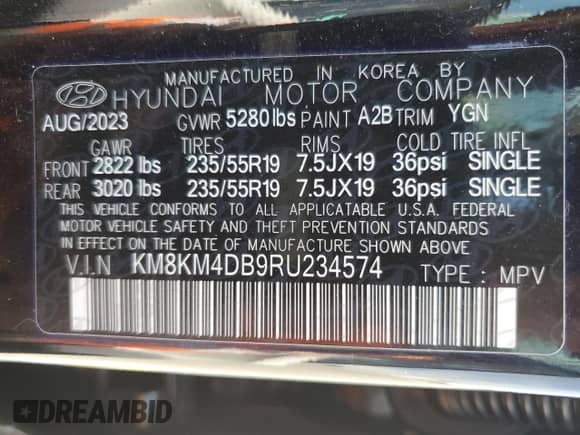 MANUFACTURED IN KOREA BY
HYUNDAI MOTOR COMPANY
AUG/2023 GVWR 5280 lbs PAINT A2B TRIM YGN
GAWR TIRES RIMS COLD TIRE INFL
FRONT 2822 lbs 235/55R19 7.5JX19 36psi SINGLE
REAR 3020 lbs 235/55R19 7.5JX19 36psi SINGLE
THIS VEHICLE CONFORMS TO ALL APPLICATABLE U.S.A. FEDERAL
MOTOR VEHICLE SAFETY AND THEFT PREVENTION STANDARDS
IN EFFECT ON THE DATE OF MANUFACTURE SHOWN ABOVE
V.I.N KM8KM4DB9RU234574 TYPE : MPV
DREAMBID